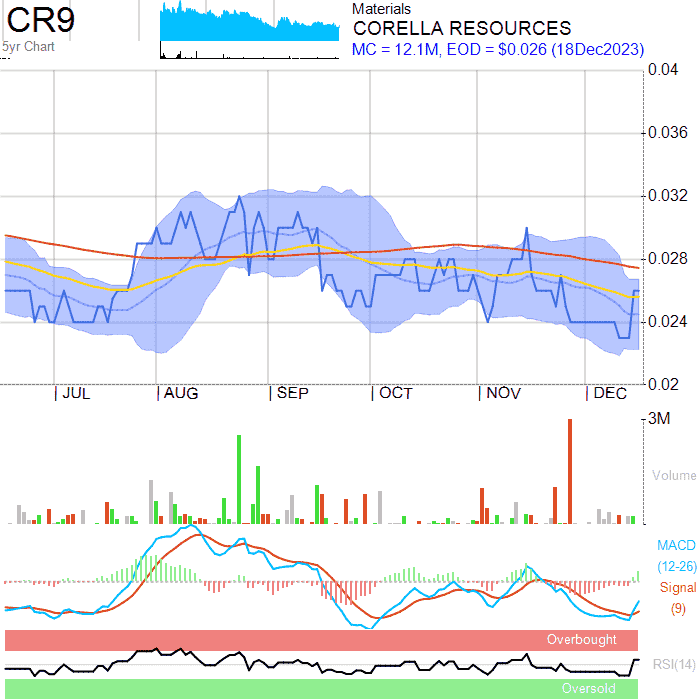 CR9
5yr Chart
Materials
CORELLA RESOURCES
MC = 12.1M, EOD = $0.026 (18Dec2023)
0.04
0.036
0.032
0.028
0.024
0.02
JUL AUG SEP OCT NOV DEC
3M
Volume
MACD
(12-26)
Signal
(9)
Overbought
RSI(14)
Oversold